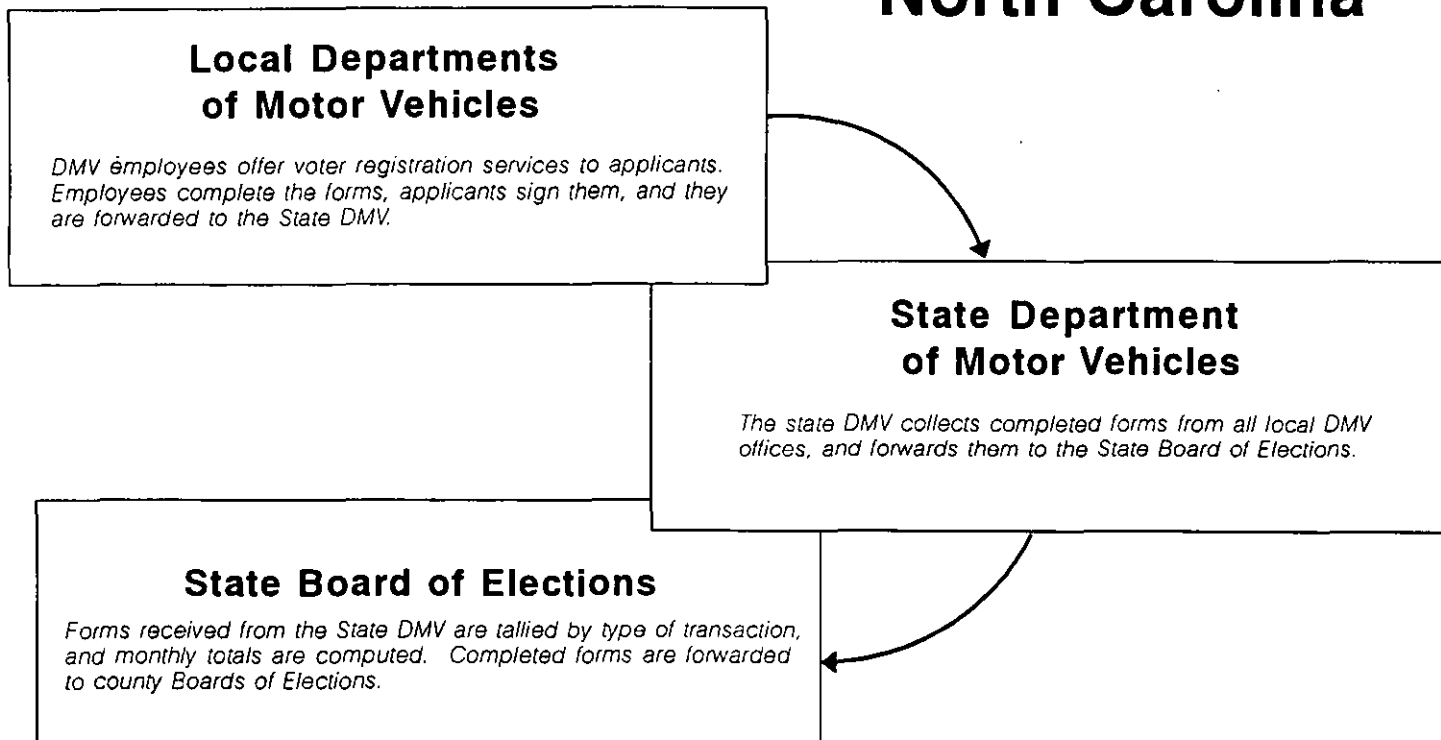 North Carolina
Local Departments
of Motor Vehicles
DMV employees offer voter registration services to applicants.
Employees complete the forms, applicants sign them, and they
are forwarded to the State DMV.
State Department
of Motor Vehicles
The state DMV collects completed forms from all local DMV
offices, and forwards them to the State Board of Elections.
State Board of Elections
Forms received from the State DMV are tallied by type of transaction,
and monthly totals are computed. Completed forms are forwarded
to county Boards of Elections.